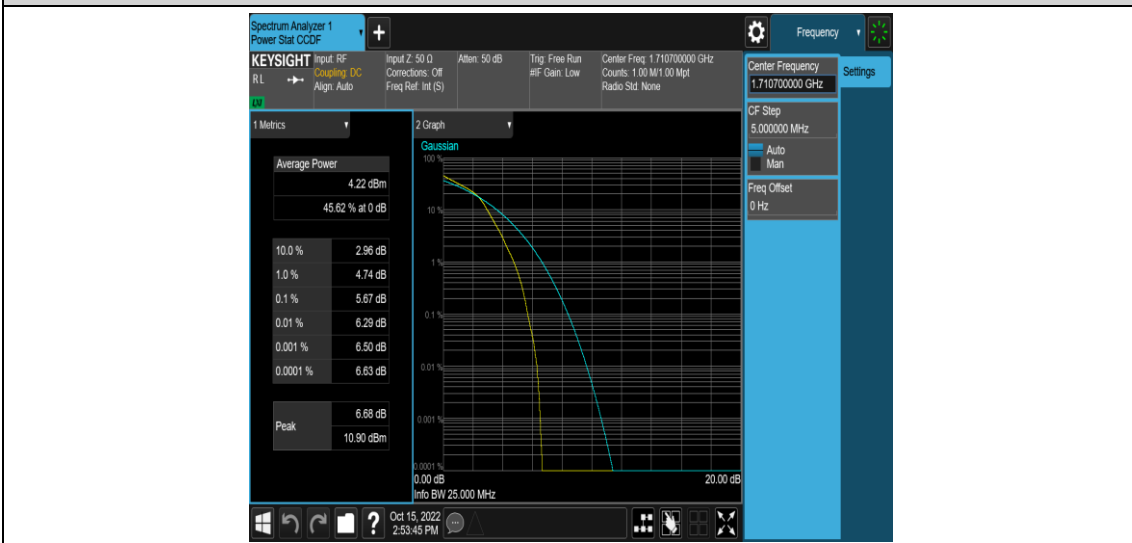 Spectrum Analyzer 1
Power Stat CCDF
Frequency
KEYSIGHT
RL
LNI
Input: RF
Coupling: DC
Align: Auto
Input Z: 50 Ω
Corrections: Off
Freq Ref: Int (S)
Atten: 50 dB
Trig: Free Run
#IF Gain: Low
Center Freq: 1.710700000 GHz
Counts: 1.00 M/1.00 Mpt
Radio Std: None
Center Frequency
1.710700000 GHz
Settings
CF Step
5.000000 MHz
Auto
Man
Freq Offset
0 Hz
1 Metrics
Average Power
4.22 dBm
45.62 % at 0 dB
10.0 % 2.96 dB
1.0 % 4.74 dB
0.1 % 5.67 dB
0.01 % 6.29 dB
0.001 % 6.50 dB
0.0001 % 6.63 dB
Peak
6.68 dB
10.90 dBm
2 Graph
Gaussian
100 %
10 %
1 %
0.1 %
0.01 %
0.001 %
0.0001 %
0.00 dB 20.00 dB
Info BW 25.000 MHz
?
Oct 15, 2022
2:53:45 PM